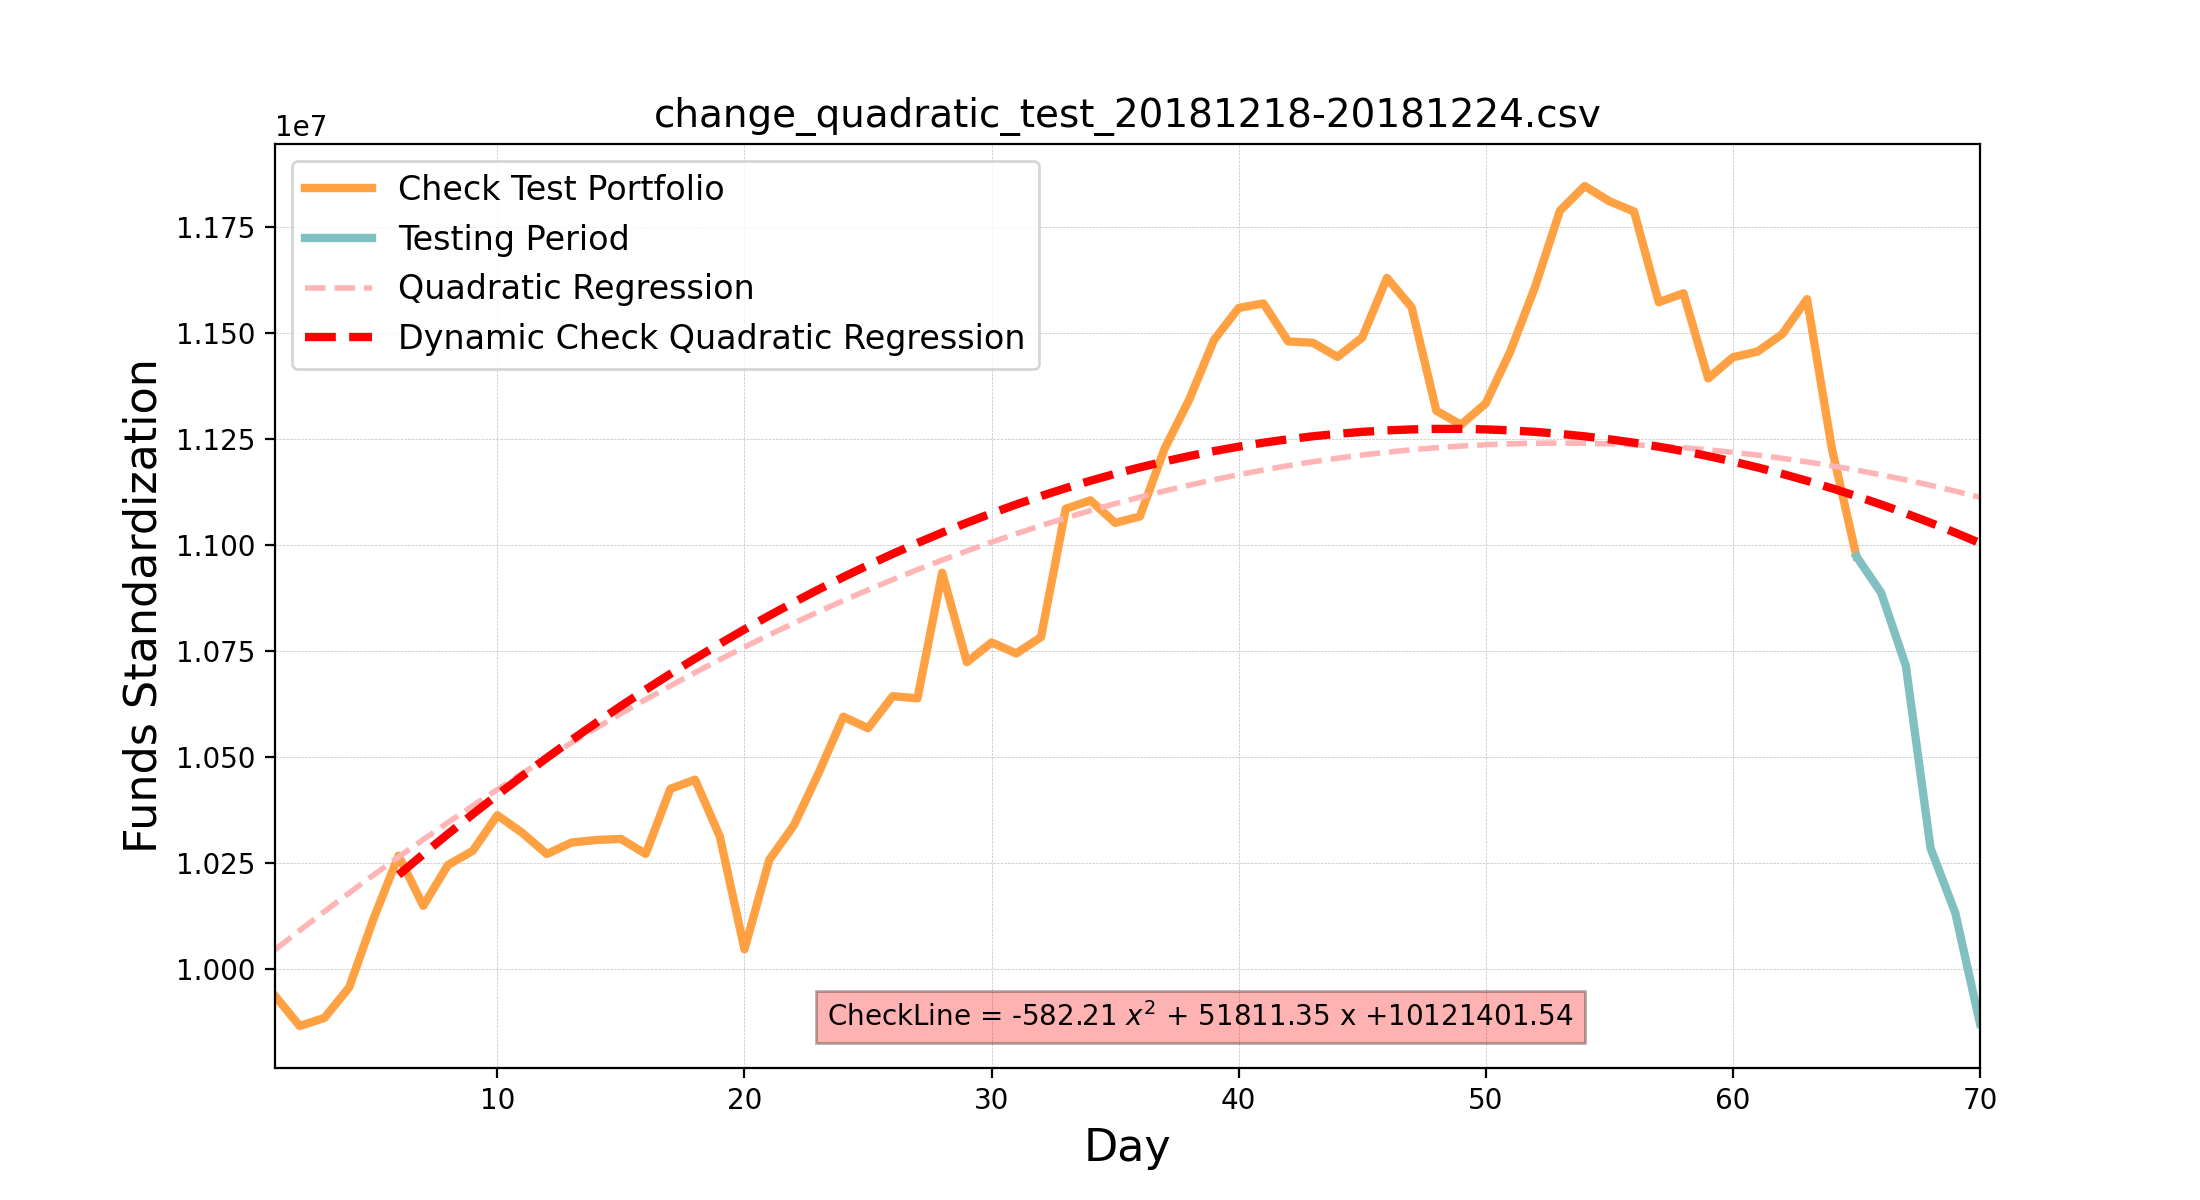 change_quadratic_test_20181218-20181224.csv
1e7
Check Test Portfolio
Testing Period
Quadratic Regression
Dynamic Check Quadratic Regression
Funds Standardization
1.175
1.150
1.125
1.100
1.075
1.050
1.025
1.000
CheckLine = -582.21 x² + 51811.35 x +10121401.54
10 20 30 40 50 60 70
Day